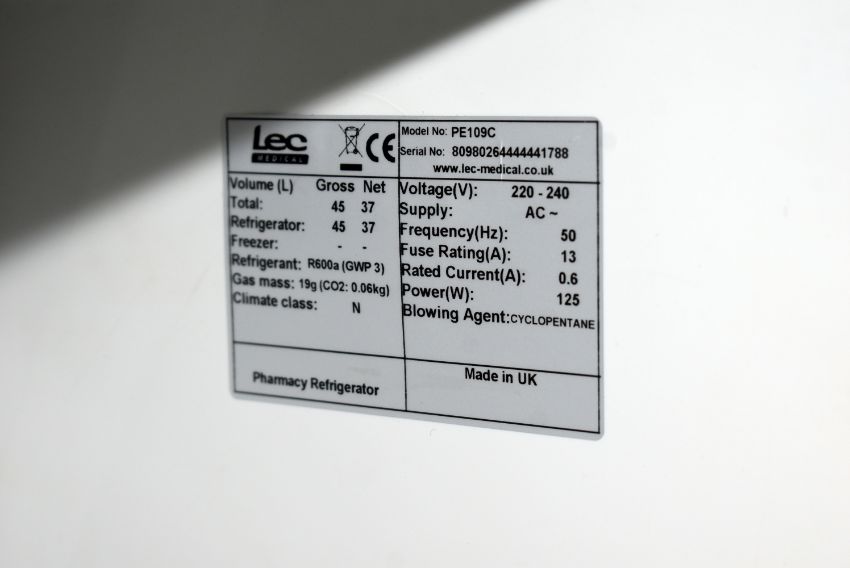 Lec
MEDICAL
CE
Model No: PE109C
Serial No: 80980264444441788
www.lec-medical.co.uk
Volume (L) Gross Net
Total: 45 37
Refrigerator: 45 37
Freezer: - -
Refrigerant: R600a (GWP 3)
Gas mass: 19g (CO2: 0.06kg)
Climate class: N
Voltage(V): 220 - 240
Supply: AC ~
Frequency(Hz): 50
Fuse Rating(A): 13
Rated Current(A): 0.6
Power(W): 125
Blowing Agent: CYCLOPENTANE
Pharmacy Refrigerator
Made in UK